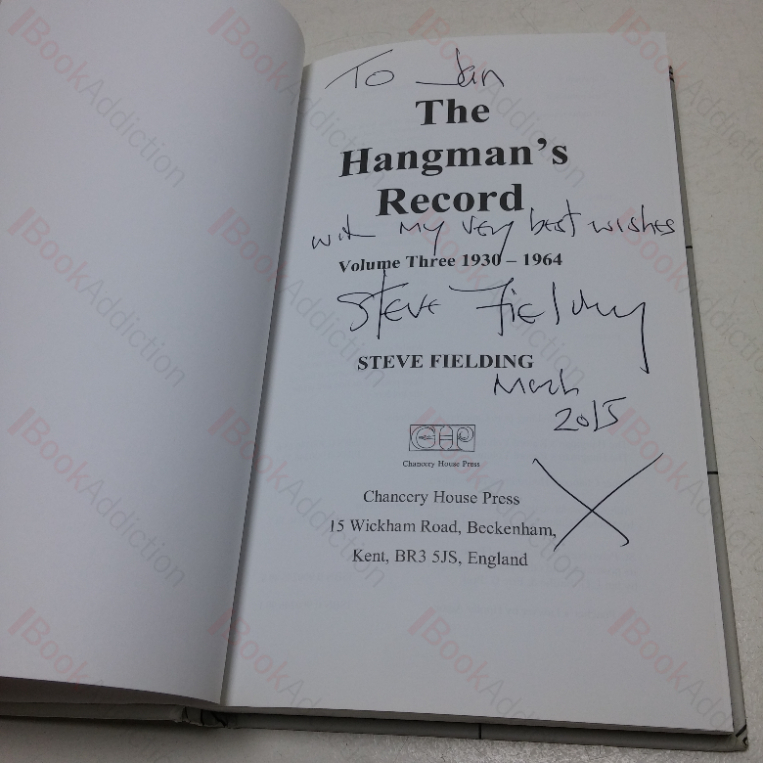 To Jan
The
Hangman's
Record
with my very best wishes
Volume Three 1930 – 1964
Steve Fielding
STEVE FIELDING
March
2015
CHP
Chancery House Press
Chancery House Press
15 Wickham Road, Beckenham,
Kent, BR3 5JS, England
X
BookAddiction